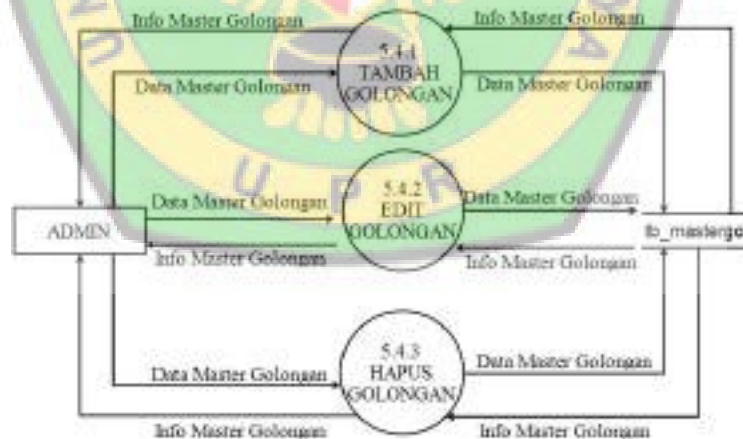 Info Master Golongan
Info Master Golongan
5.4.1
TAMBAH
GOLONGAN
Data Master Golongan
Data Master Golongan
U P R
5.4.2
EDIT
GOLONGAN
Data Master Golongan
Data Master Golongan
ADMIN
tb_mastergol
Info Master Golongan
Info Master Golongan
5.4.3
HAPUS
GOLONGAN
Data Master Golongan
Data Master Golongan
Info Master Golongan
Info Master Golongan